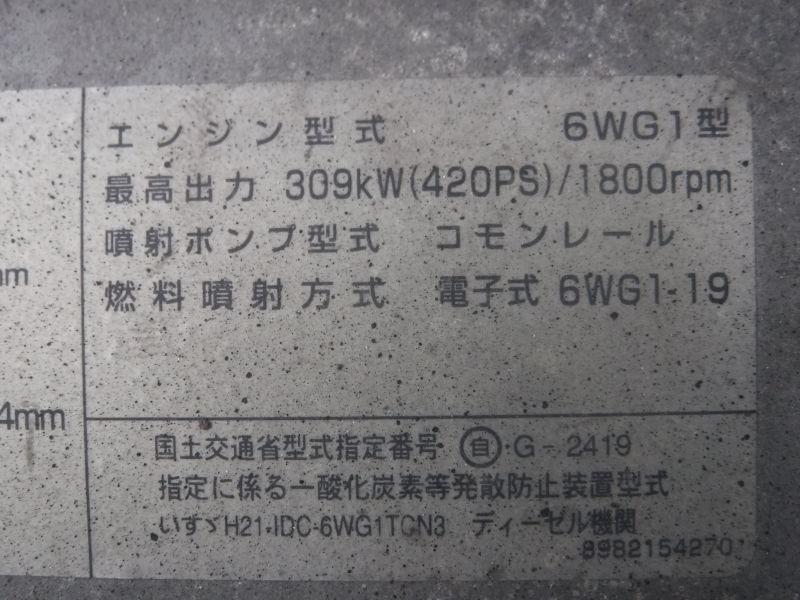 エンジン型式 6WG1型
最高出力 309kW(420PS)/1800rpm
噴射ポンプ型式 コモンレール
mm
燃料噴射方式 電子式 6WG1-19
4mm
国土交通省型式指定番号 ㊀自·G-2419
指定に係る一酸化炭素等発散防止装置型式
いすゞH21-IDC-6WG1TCN3 ディーゼル機関
8982154270